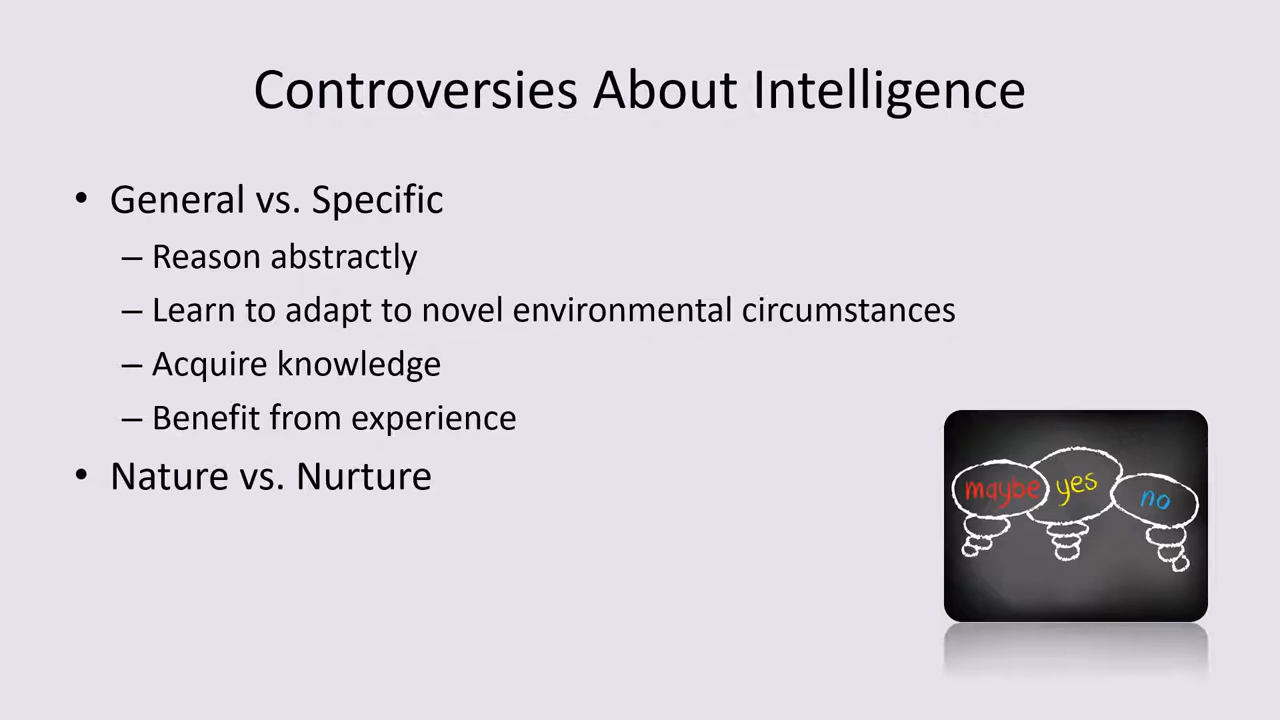 Controversies About Intelligence
• General vs. Specific
– Reason abstractly
– Learn to adapt to novel environmental circumstances
– Acquire knowledge
– Benefit from experience
• Nature vs. Nurture
maybe yes no